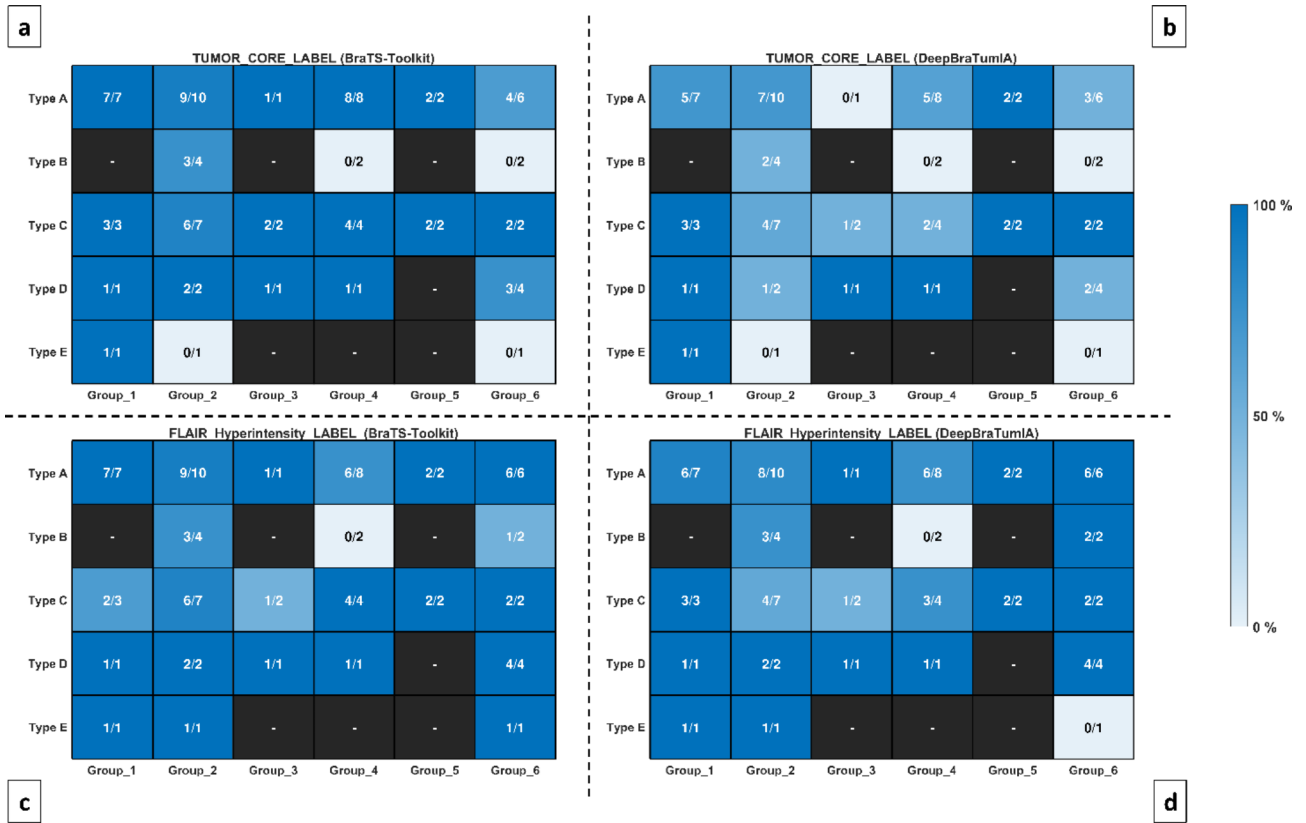 a
TUMOR_CORE_LABEL (BraTS-Toolkit)
Type A 7/7 9/10 1/1 8/8 2/2 4/6
Type B - 3/4 - 0/2 - 0/2
Type C 3/3 6/7 2/2 4/4 2/2 2/2
Type D 1/1 2/2 1/1 1/1 - 3/4
Type E 1/1 0/1 - - - 0/1
Group_1 Group_2 Group_3 Group_4 Group_5 Group_6
b
TUMOR_CORE_LABEL (DeepBraTumIA)
Type A 5/7 7/10 0/1 5/8 2/2 3/6
Type B - 2/4 - 0/2 - 0/2
Type C 3/3 4/7 1/2 2/4 2/2 2/2
Type D 1/1 1/2 1/1 1/1 - 2/4
Type E 1/1 0/1 - - - 0/1
Group_1 Group_2 Group_3 Group_4 Group_5 Group_6
100 %
50 %
0 %
FLAIR_Hyperintensity_LABEL (BraTS-Toolkit)
Type A 7/7 9/10 1/1 6/8 2/2 6/6
Type B - 3/4 - 0/2 - 1/2
Type C 2/3 6/7 1/2 4/4 2/2 2/2
Type D 1/1 2/2 1/1 1/1 - 4/4
Type E 1/1 1/1 - - - 1/1
Group_1 Group_2 Group_3 Group_4 Group_5 Group_6
c
FLAIR_Hyperintensity_LABEL (DeepBraTumIA)
Type A 6/7 8/10 1/1 6/8 2/2 6/6
Type B - 3/4 - 0/2 - 2/2
Type C 3/3 4/7 1/2 3/4 2/2 2/2
Type D 1/1 2/2 1/1 1/1 - 4/4
Type E 1/1 1/1 - - - 0/1
Group_1 Group_2 Group_3 Group_4 Group_5 Group_6
d